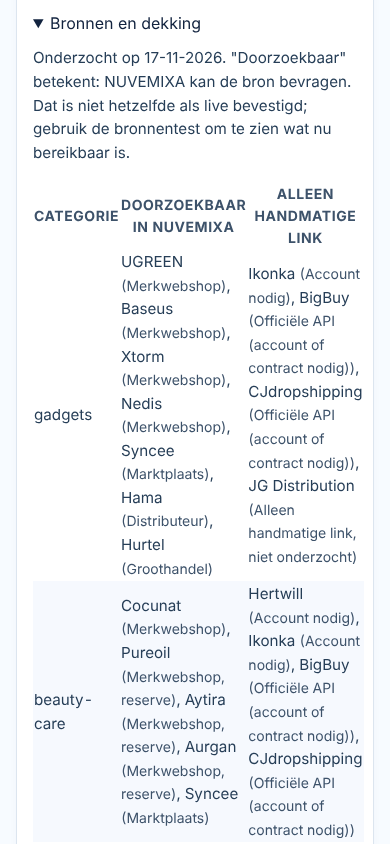 ▼ Bronnen en dekking
Onderzocht op 17-11-2026. "Doorzoekbaar"
betekent: NUVEMIXA kan de bron bevragen.
Dat is niet hetzelfde als live bevestigd;
gebruik de bronnentest om te zien wat nu
bereikbaar is.
CATEGORIE
DOORZOEKBAAR
IN NUVEMIXA
ALLEEN
HANDMATIGE
LINK
gadgets
UGREEN
(Merkwebshop),
Baseus
(Merkwebshop),
Xtorm
(Merkwebshop),
Nedis
(Merkwebshop),
Syncee
(Marktplaats),
Hama
(Distributeur),
Hurtel
(Groothandel)
Ikonka (Account
nodig), BigBuy
(Officiële API
(account of
contract nodig)),
CJdropshipping
(Officiële API
(account of
contract nodig)),
JG Distribution
(Alleen
handmatige link,
niet onderzocht)
beauty-
care
Cocunat
(Merkwebshop),
Pureoil
(Merkwebshop,
reserve), Aytira
(Merkwebshop,
reserve), Aurgan
(Merkwebshop,
reserve), Syncee
(Marktplaats)
Hertwill
(Account nodig),
Ikonka (Account
nodig), BigBuy
(Officiële API
(account of
contract nodig)),
CJdropshipping
(Officiële API
(account of
contract nodig))